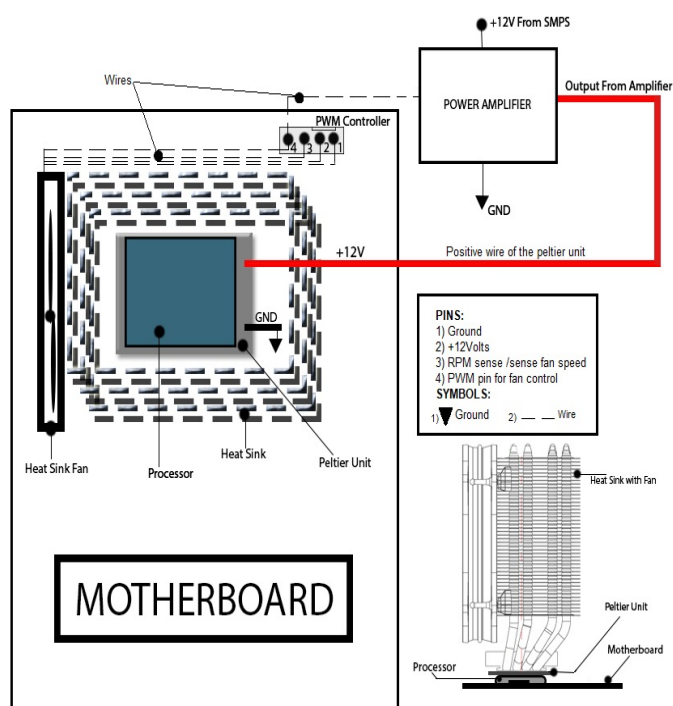 +12V From SMPS
Wires
POWER AMPLIFIER
Output From Amplifier
PWM Controller
4 3 2 1
GND
+12V
Positive wire of the peltier unit
GND
PINS:
1) Ground
2) +12Volts
3) RPM sense /sense fan speed
4) PWM pin for fan control
SYMBOLS:
1) Ground 2) Wire
Heat Sink Fan
Processor
Heat Sink
Peltier Unit
Heat Sink with Fan
MOTHERBOARD
Peltier Unit
Motherboard
Processor